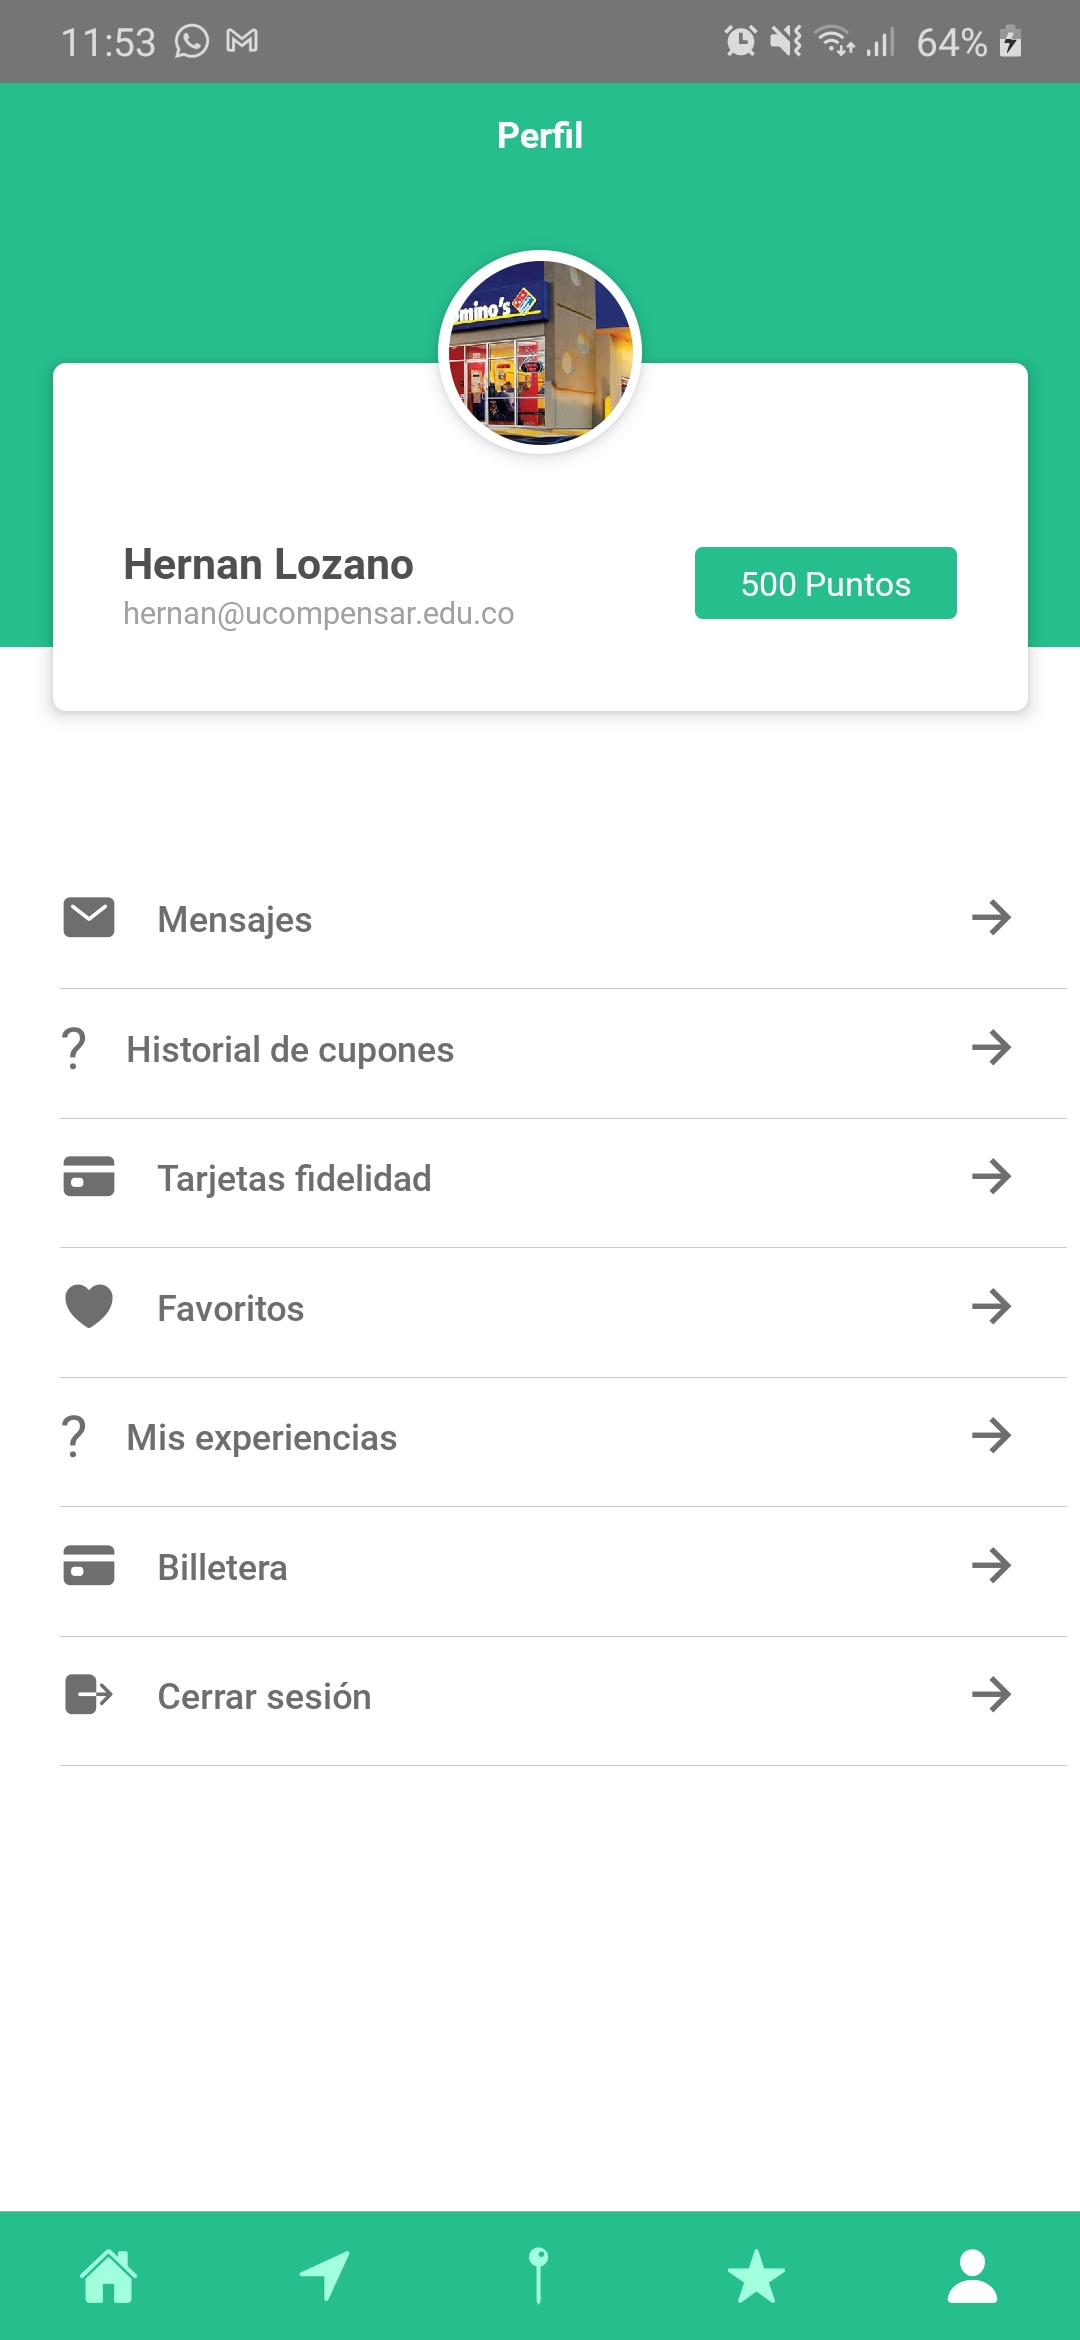 11:53
64%
Perfil
mino's
Hernan Lozano
hernan@ucompensar.edu.co
500 Puntos
Mensajes
? Historial de cupones
Tarjetas fidelidad
Favoritos
? Mis experiencias
Billetera
Cerrar sesión